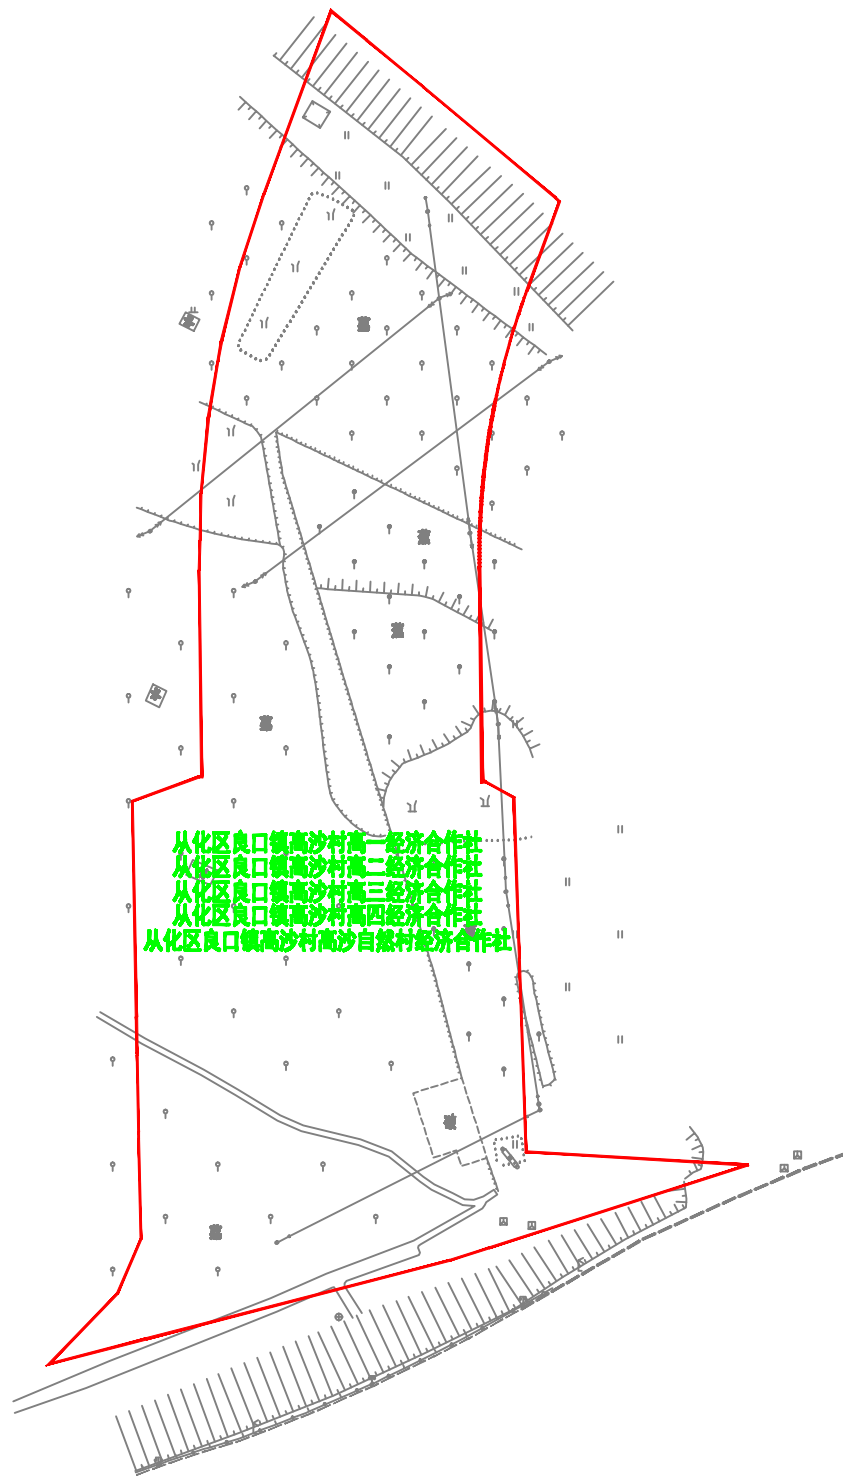 从化区良口镇高沙村高一经济合作社
从化区良口镇高沙村高二经济合作社
从化区良口镇高沙村高三经济合作社
从化区良口镇高沙村高四经济合作社
从化区良口镇高沙村高沙自然村经济合作社